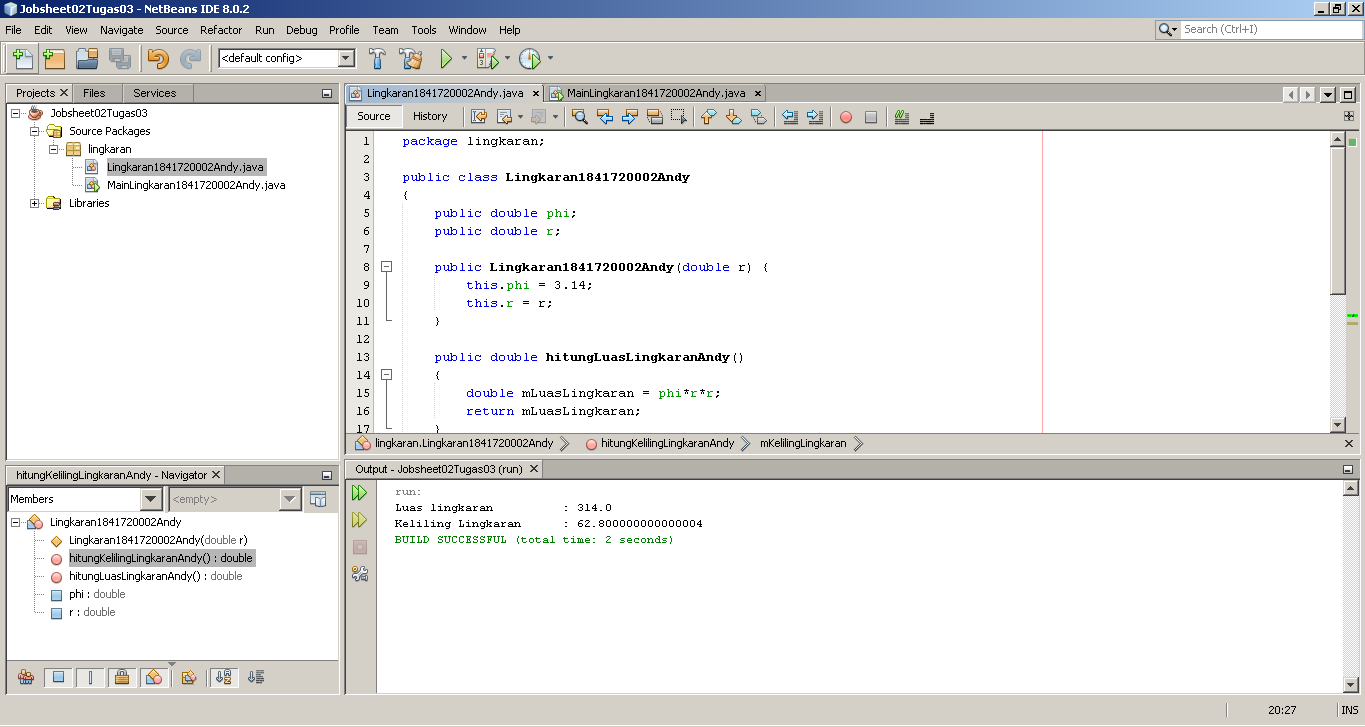 Jobsheet02Tugas03 - NetBeans IDE 8.0.2
File Edit View Navigate Source Refactor Run Debug Profile Team Tools Window Help
Search (Ctrl+I)
<default config>
Projects Files Services
Jobsheet02Tugas03
Source Packages
lingkaran
Lingkaran1841720002Andy.java
MainLingkaran1841720002Andy.java
Libraries
hitungKelilingLingkaranAndy - Navigator
Members <empty>
Lingkaran1841720002Andy
Lingkaran1841720002Andy(double r)
hitungKelilingLingkaranAndy() : double
hitungLuasLingkaranAndy() : double
phi : double
r : double
Lingkaran1841720002Andy.java MainLingkaran1841720002Andy.java
Source History
1 package lingkaran;
2
3 public class Lingkaran1841720002Andy
4 {
5 public double phi;
6 public double r;
7
8 public Lingkaran1841720002Andy(double r) {
9 this.phi = 3.14;
10 this.r = r;
11 }
12
13 public double hitungLuasLingkaranAndy()
14 {
15 double mLuasLingkaran = phi*r*r;
16 return mLuasLingkaran;
17 }
lingkaran.Lingkaran1841720002Andy hitungKelilingLingkaranAndy mKelilingLingkaran
Output - Jobsheet02Tugas03 (run)
run:
Luas lingkaran : 314.0
Keliling Lingkaran : 62.800000000000004
BUILD SUCCESSFUL (total time: 2 seconds)
20:27 INS